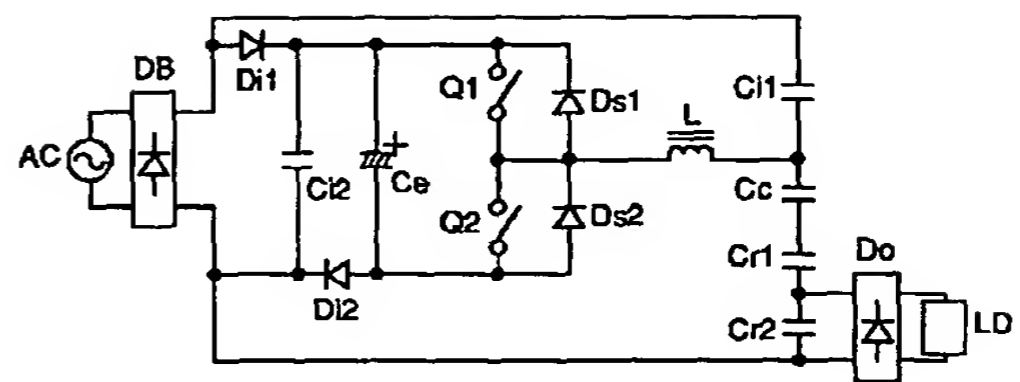 DB
Di1
Q1
Ds1
L
Ci1
AC
Ci2
+
Ce
Q2
Ds2
Cc
Di2
Cr1
Do
Cr2
LD